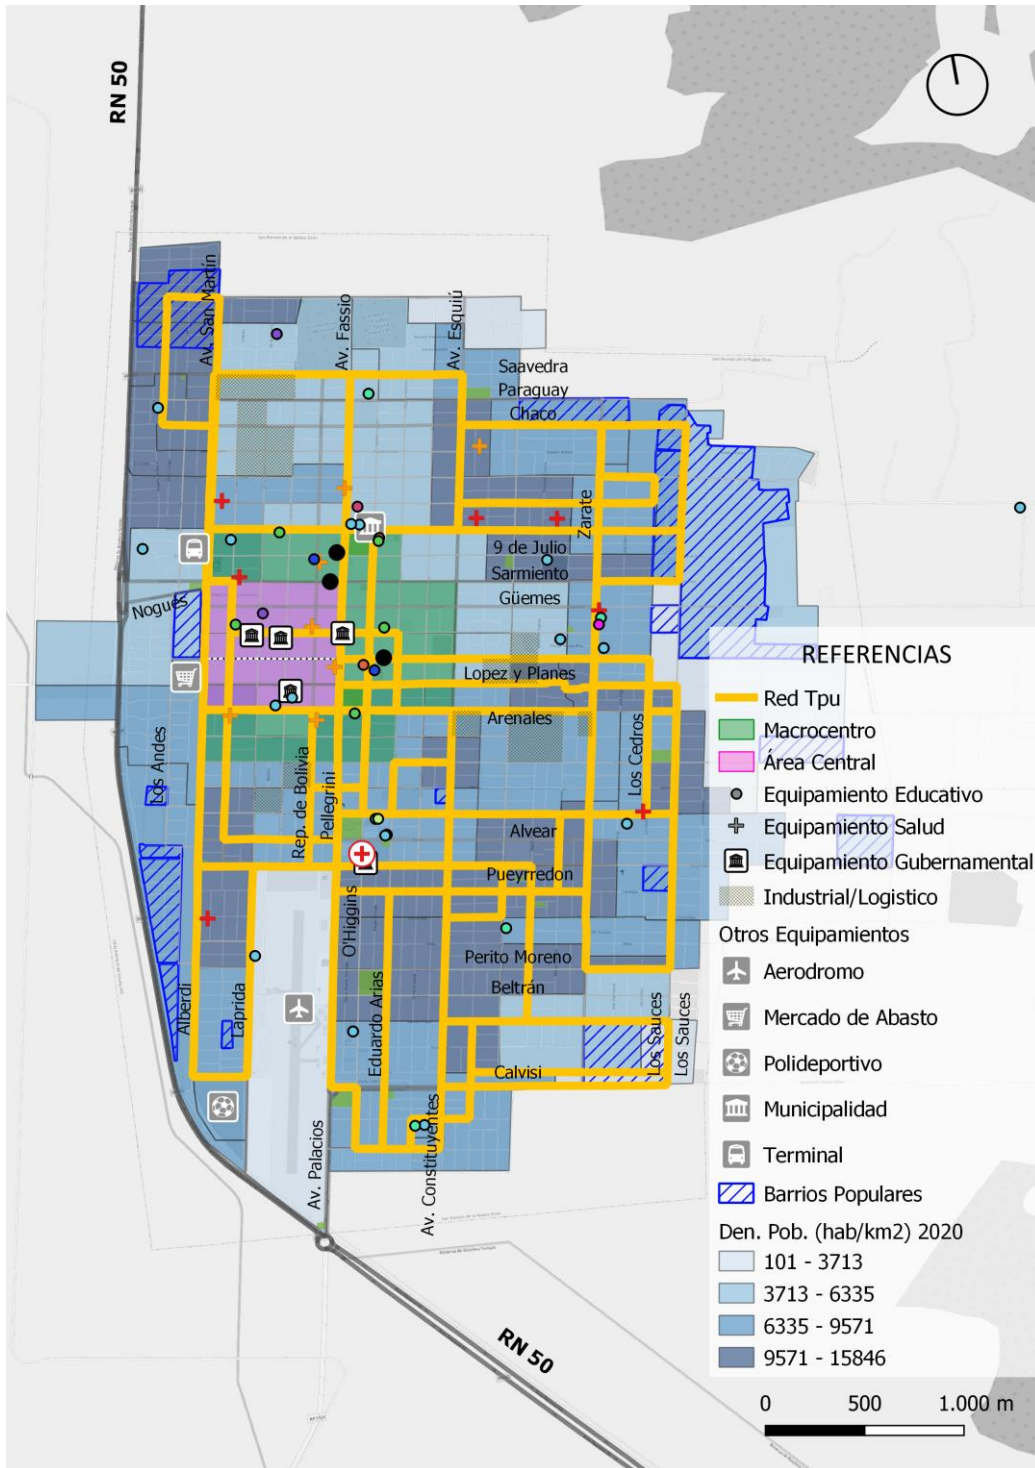 RN 50
Av. San Martín
Av. Fassio
Av. Esquiú
Saavedra
Paraguay
Chaco
Zarate
9 de Julio
Sarmiento
Güemes
Nogués
Lopez y Planes
Arenales
Los Andes
Rep. de Bolivia
Pellegrini
Los Cedros
Alvear
Pueyrredon
O'Higgins
Perito Moreno
Beltrán
Alberdi
Laprida
Eduardo Arias
Los Sauces
Los Sauces
Calvisi
Av. Palacios
Av. Constituyentes
RN 50
REFERENCIAS
Red Tpu
Macrocentro
Área Central
Equipamiento Educativo
Equipamiento Salud
Equipamiento Gubernamental
Industrial/Logistico
Otros Equipamientos
Aerodromo
Mercado de Abasto
Polideportivo
Municipalidad
Terminal
Barrios Populares
Den. Pob. (hab/km2) 2020
101 - 3713
3713 - 6335
6335 - 9571
9571 - 15846
0 500 1.000 m